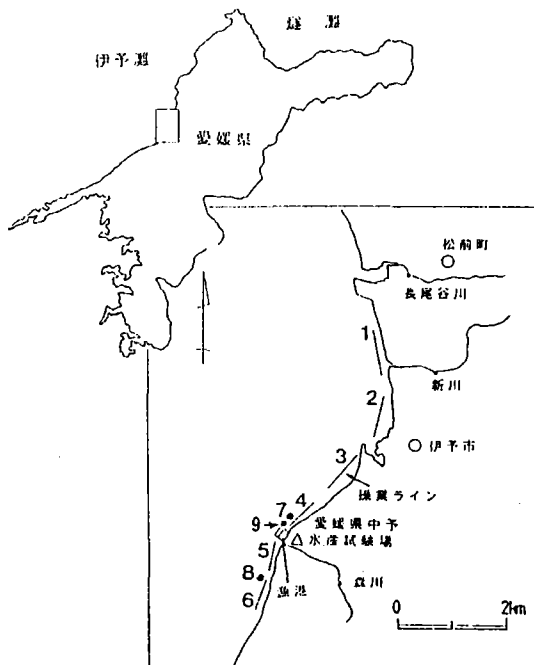 燧灘
伊予灘
愛媛県
松前町
長尾谷川
1
新川
2
伊予市
3
操業ライン
4
7
9
愛媛県中予
水産試験場
5
森川
8
漁港
6
0
2km